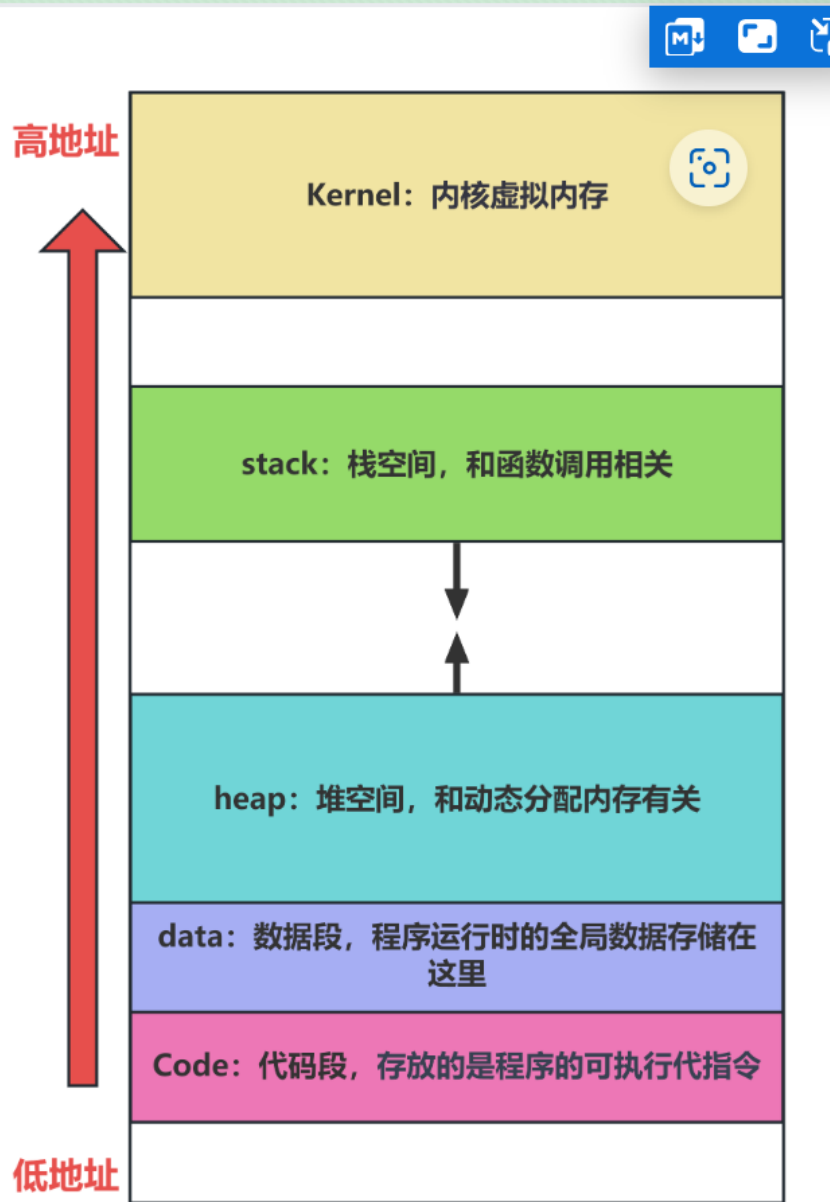 高地址
Kernel：内核虚拟内存
stack：栈空间，和函数调用相关
heap：堆空间，和动态分配内存有关
data：数据段，程序运行时的全局数据存储在
这里
Code：代码段，存放的是程序的可执行代指令
低地址